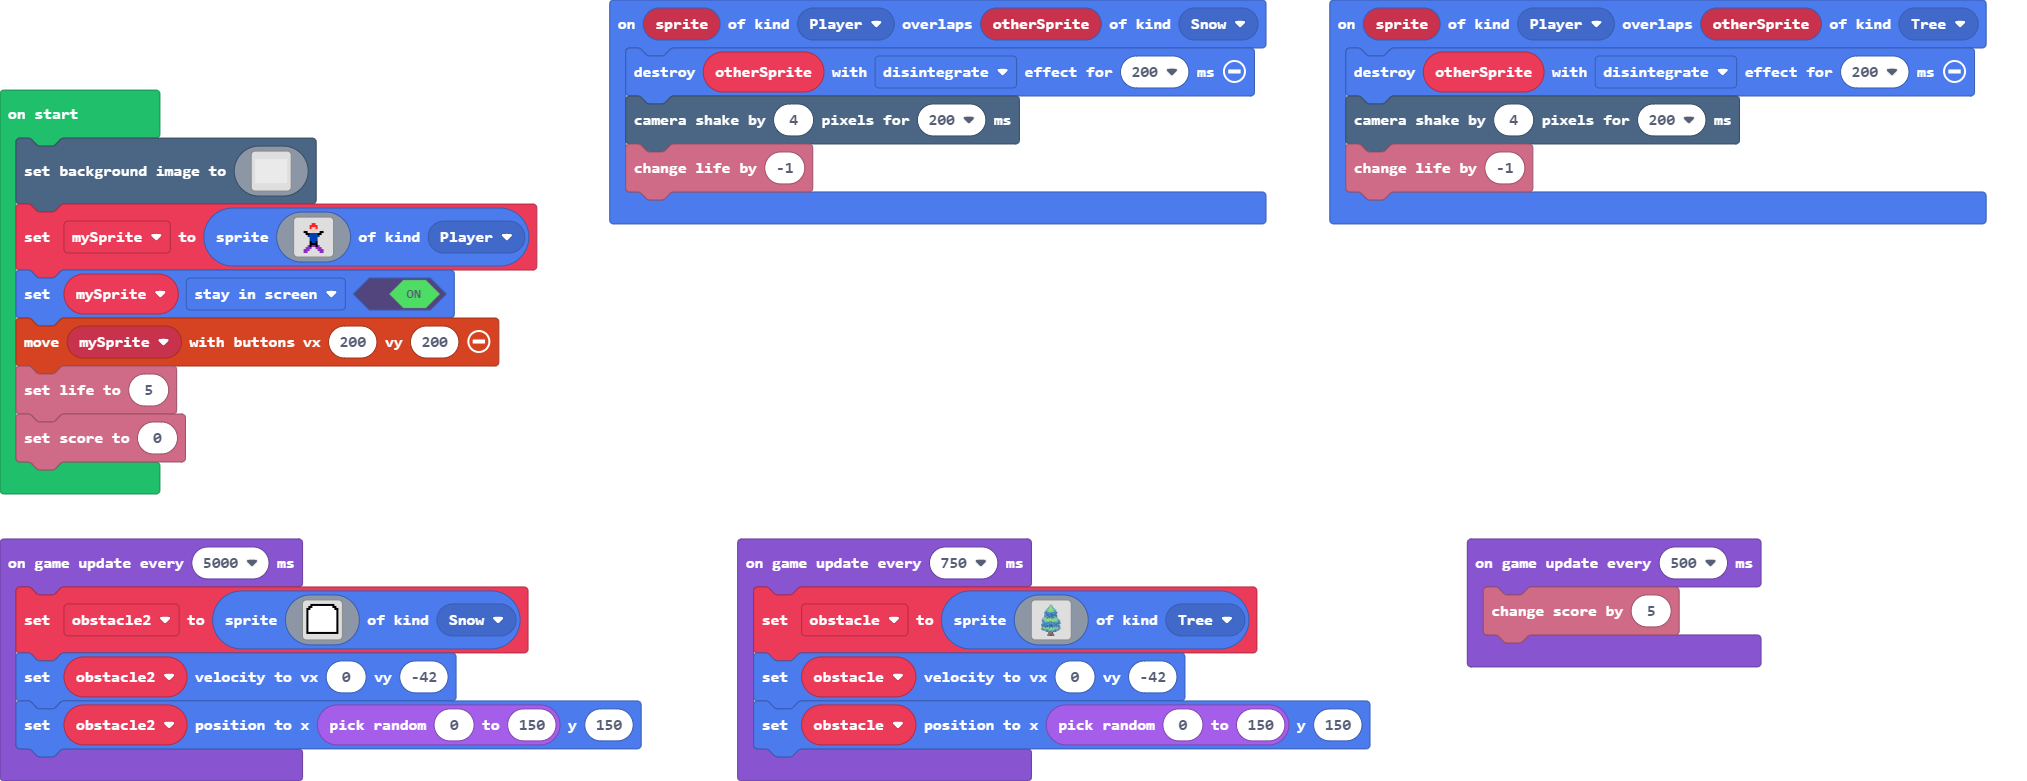 on start
set background image to
set mySprite to sprite of kind Player
set mySprite stay in screen ON
move mySprite with buttons vx 200 vy 200
set life to 5
set score to 0
on sprite of kind Player overlaps otherSprite of kind Snow
destroy otherSprite with disintegrate effect for 200 ms
camera shake by 4 pixels for 200 ms
change life by -1
on sprite of kind Player overlaps otherSprite of kind Tree
destroy otherSprite with disintegrate effect for 200 ms
camera shake by 4 pixels for 200 ms
change life by -1
on game update every 5000 ms
set obstacle2 to sprite of kind Snow
set obstacle2 velocity to vx 0 vy -42
set obstacle2 position to x pick random 0 to 150 y 150
on game update every 750 ms
set obstacle to sprite of kind Tree
set obstacle velocity to vx 0 vy -42
set obstacle position to x pick random 0 to 150 y 150
on game update every 500 ms
change score by 5